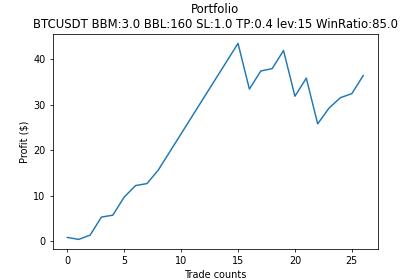 Portfolio
BTCUSDT BBM:3.0 BBL:160 SL:1.0 TP:0.4 lev:15 WinRatio:85.0
40
30
20
10
0
Profit ($)
0 5 10 15 20 25
Trade counts